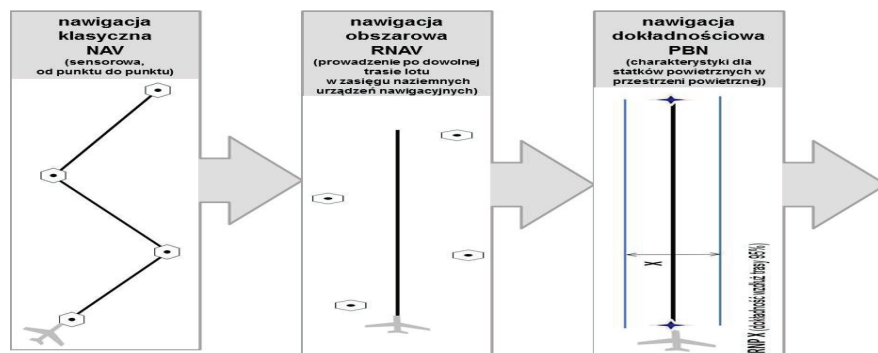 nawigacja
klasyczna
NAV
(sensorowa,
od punktu do punktu)
nawigacja
obszarowa
RNAV
(prowadzenie po dowolnej
trasie lotu
w zasięgu naziemnych
urządzeń nawigacyjnych)
nawigacja
dokładnościowa
PBN
(charakterystyki dla
statków powietrznych w
przestrzeni powietrznej)
X
RNP X (dokładność wzdłuż trasy 95%)